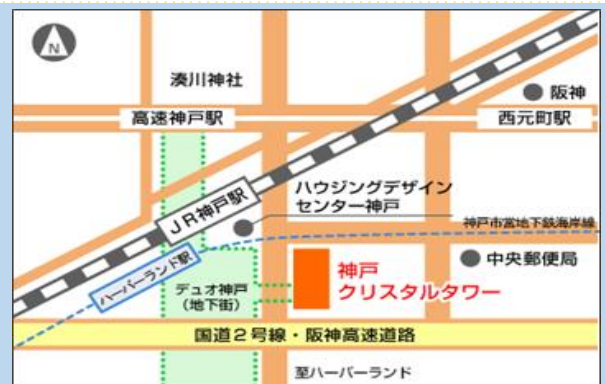 N
湊川神社
阪神
高速神戸駅
西元町駅
JR神戸駅
ハウジングデザイン
センター神戸
神戸市営地下鉄海岸線
ハーバーランド駅
中央郵便局
神戸
クリスタルタワー
デュオ神戸
(地下街)
国道2号線・阪神高速道路
至ハーバーランド